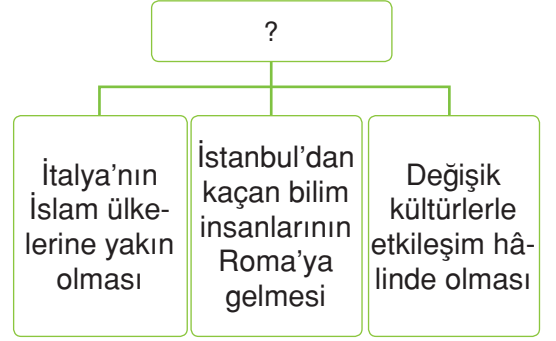 ?
İtalya’nın
İslam ülke-
lerine yakın
olması
İstanbul’dan
kaçan bilim
insanlarının
Roma’ya
gelmesi
Değişik
kültürlerle
etkileşim hâ-
linde olması